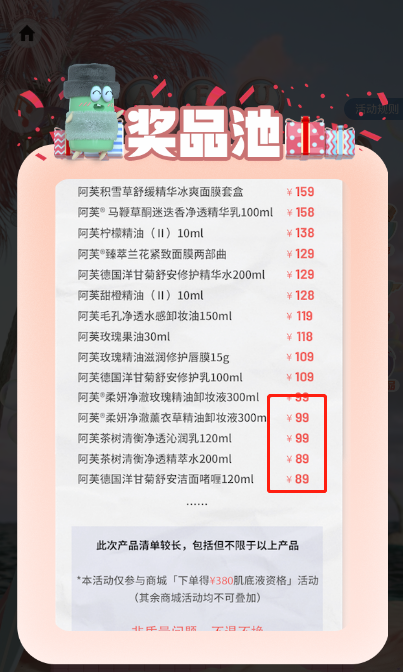 活动规则
奖品池
阿芙积雪草舒缓精华冰爽面膜套盒 ¥ 159
阿芙® 马鞭草酮迷迭香净透精华乳100ml ¥ 158
阿芙柠檬精油（II）10ml ¥ 138
阿芙®臻萃兰花紧致面膜两部曲 ¥ 129
阿芙德国洋甘菊舒安修护精华水200ml ¥ 129
阿芙甜橙精油（II）10ml ¥ 128
阿芙毛孔净透水感卸妆油150ml ¥ 119
阿芙玫瑰果油30ml ¥ 118
阿芙玫瑰精油滋润修护唇膜15g ¥ 109
阿芙德国洋甘菊舒安修护乳100ml ¥ 109
阿芙®柔妍净澈玫瑰精油卸妆液300ml ¥ 99
阿芙®柔妍净澈薰衣草精油卸妆液300m ¥ 99
阿芙茶树清衡净透沁润乳120ml ¥ 99
阿芙茶树清衡净透精萃水200ml ¥ 89
阿芙德国洋甘菊舒安洁面啫喱120ml ¥ 89
......
此次产品清单较长，包括但不限于以上产品
*本活动仅参与商城「下单得¥380肌底液资格」活动
（其余商城活动均不可叠加）
非质量问题，不退不换